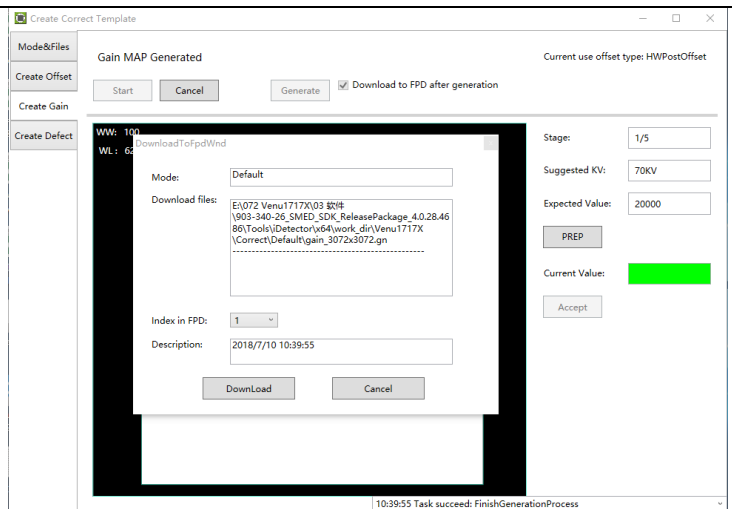 Create Correct Template
Mode&Files
Create Offset
Create Gain
Create Defect
Gain MAP Generated
Current use offset type: HWPostOffset
Start
Cancel
Generate
Download to FPD after generation
WW: 100
WL: 62
DownloadToFpdWnd
Mode:
Default
Download files:
E:\072 Venu1717X\03 软件
\903-340-26_SMED_SDK_ReleasePackage_4.0.28.46
86\Tools\iDetector\x64\work_dir\Venu1717X
\Correct\Default\gain_3072x3072.gn
--------------------------------------------------
Index in FPD:
1
Description:
2018/7/10 10:39:55
DownLoad
Cancel
Stage:
1/5
Suggested KV:
70KV
Expected Value:
20000
PREP
Current Value:
Accept
10:39:55 Task succeed: FinishGenerationProcess